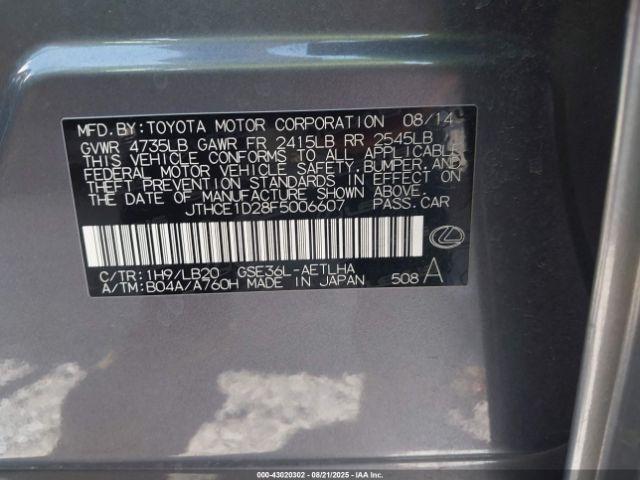 MFD.BY:TOYOTA MOTOR CORPORATION 08/14
GVWR 4735LB GAWR FR 2415LB RR 2545LB
THIS VEHICLE CONFORMS TO ALL APPLICABLE
FEDERAL MOTOR VEHICLE SAFETY,BUMPER,AND
THEFT PREVENTION STANDARDS IN EFFECT ON
THE DATE OF MANUFACTURE SHOWN ABOVE.
JTHCE1D28F5006607 PASS.CAR
C/TR:1H9/LB20 GSE36L-AETLHA
A/TM:B04A/A760H MADE IN JAPAN 508 A
000-43020302 - 08/21/2025 - IAAI.COM